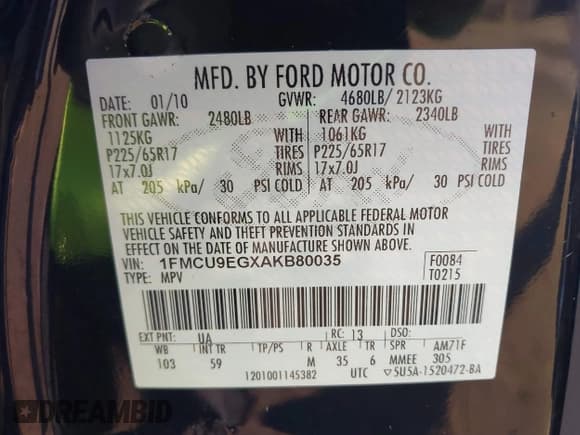 MFD. BY FORD MOTOR CO.
DATE: 01/10 GVWR: 4680LB/ 2123KG
FRONT GAWR: 2480LB REAR GAWR: 2340LB
1125KG WITH 1061KG WITH
P225/65R17 TIRES P225/65R17 TIRES
17x7.0J RIMS 17x7.0J RIMS
AT 205 kPa/ 30 PSI COLD AT 205 kPa/ 30 PSI COLD
THIS VEHICLE CONFORMS TO ALL APPLICABLE FEDERAL MOTOR
VEHICLE SAFETY AND THEFT PREVENTION STANDARDS IN
EFFECT ON THE DATE OF MANUFACTURE SHOWN ABOVE.
VIN: 1FMCU9EGXAKB80035 F0084
TYPE: MPV T0215
EXT PNT: UA RC: 13 DSO:
WB INT TR TP/PS R AXLE TR SPR AM71F
103 59 M 35 6 MMEE 305
1201001145382 UTC 5U5A-1520472-BA
DREAMBID